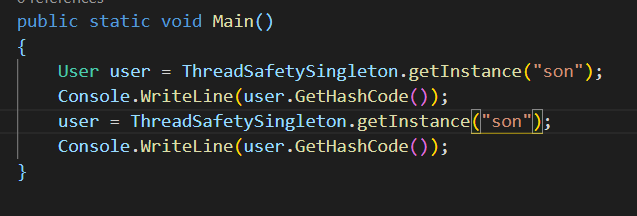 0 references
public static void Main()
{
User user = ThreadSafetySingleton.getInstance("son");
Console.WriteLine(user.GetHashCode());
user = ThreadSafetySingleton.getInstance("son");
Console.WriteLine(user.GetHashCode());
}